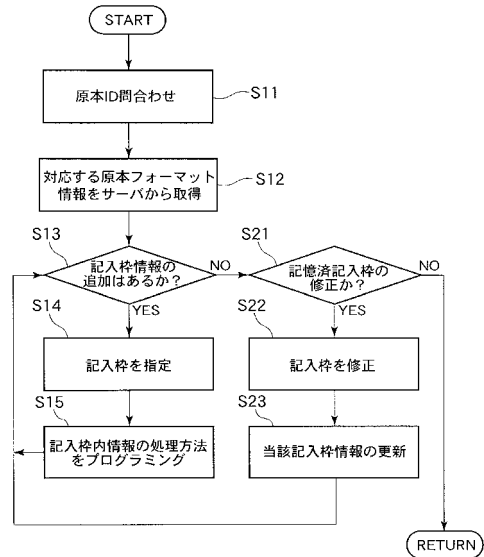 START
原本ID問合わせ
S11
対応する原本フォーマット
情報をサーバから取得
S12
S13
記入枠情報の
追加はあるか？
NO
YES
S21
記憶済記入枠の
修正か？
NO
YES
S14
記入枠を指定
S22
記入枠を修正
S15
記入枠内情報の処理方法
をプログラミング
S23
当該記入枠情報の更新
RETURN